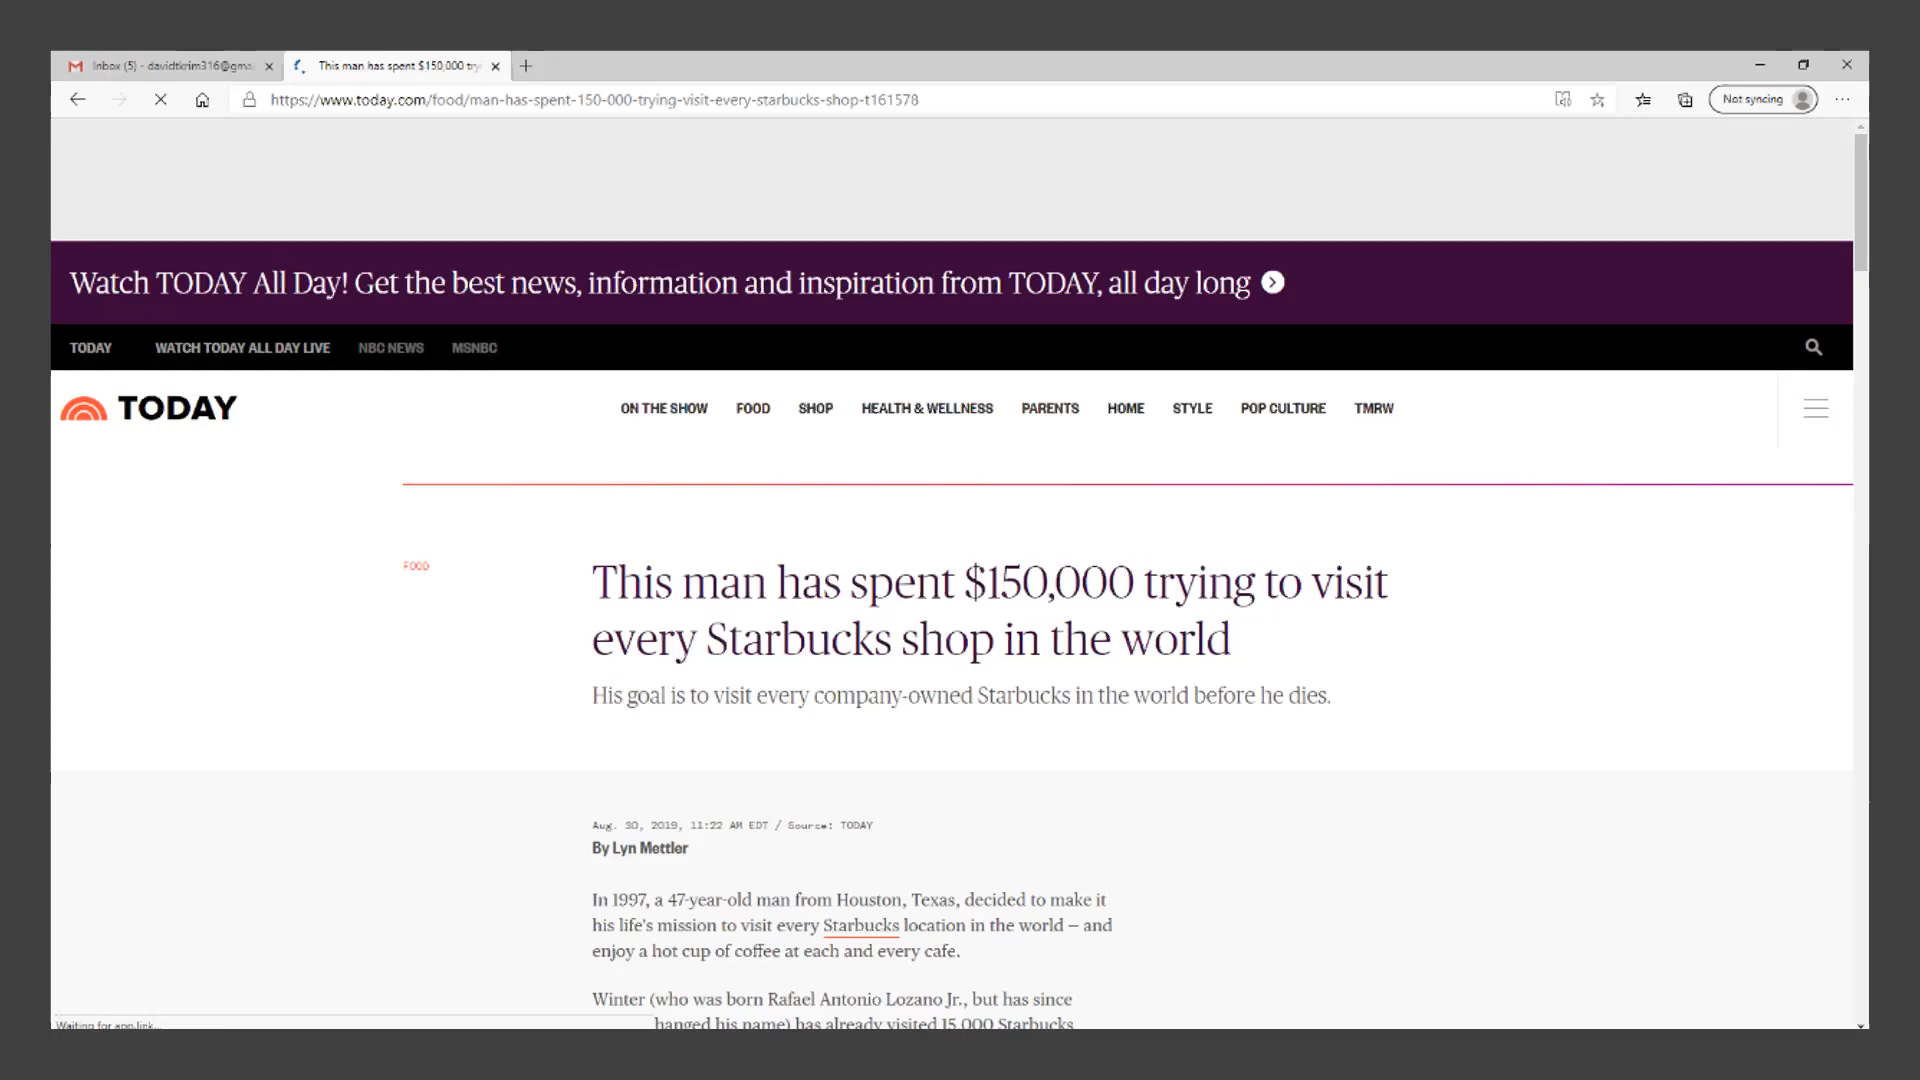 Inbox (5) - davidtkrim316@gma
This man has spent $150,000 try
https://www.today.com/food/man-has-spent-150-000-trying-visit-every-starbucks-shop-t161578
Not syncing
Watch TODAY All Day! Get the best news, information and inspiration from TODAY, all day long
TODAY WATCH TODAY ALL DAY LIVE NBC NEWS MSNBC
TODAY
ON THE SHOW FOOD SHOP HEALTH & WELLNESS PARENTS HOME STYLE POP CULTURE TMRW
FOOD
This man has spent $150,000 trying to visit
every Starbucks shop in the world
His goal is to visit every company-owned Starbucks in the world before he dies.
Aug. 30, 2019, 11:22 AM EDT / Source: TODAY
By Lyn Mettler
In 1997, a 47-year-old man from Houston, Texas, decided to make it
his life's mission to visit every Starbucks location in the world — and
enjoy a hot cup of coffee at each and every cafe.
Winter (who was born Rafael Antonio Lozano Jr., but has since
hanged his name) has already visited 15,000 Starbucks
Waiting for app.link...